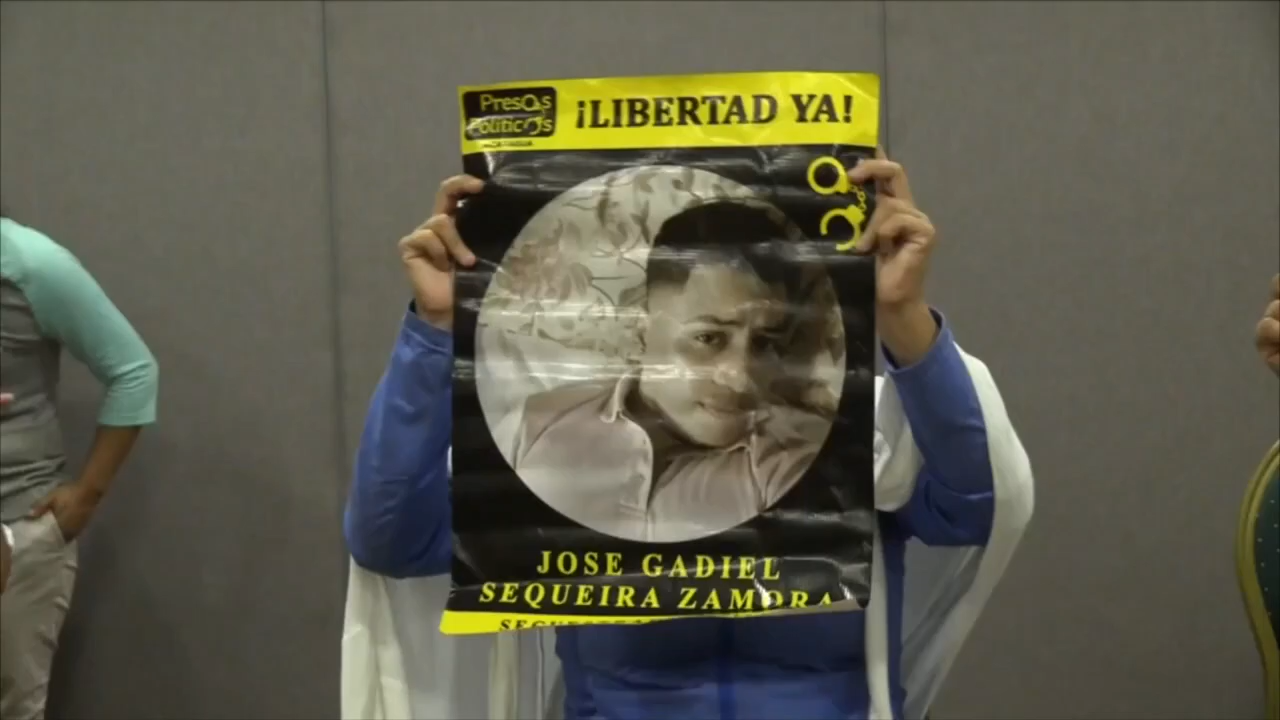 Presos
Políticos
¡LIBERTAD YA!
JOSE GADIEL
SEQUEIRA ZAMORA